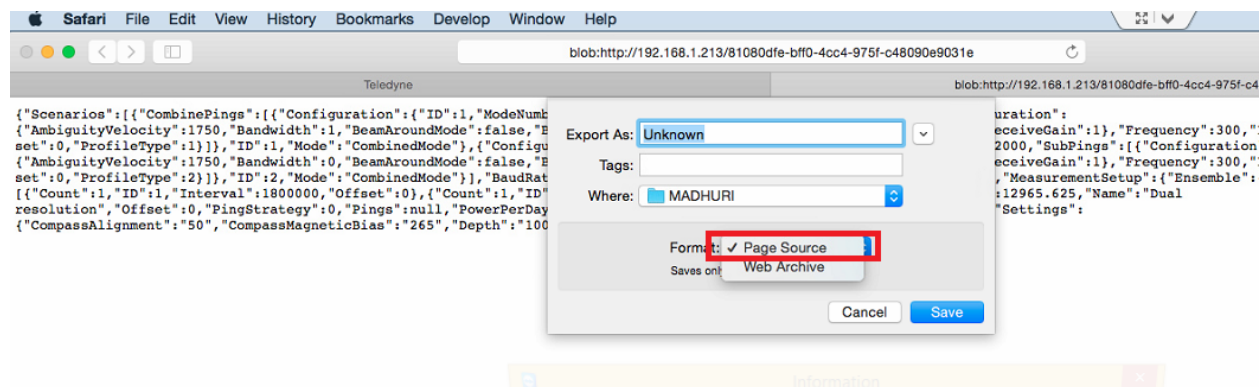 Safari File Edit View History Bookmarks Develop Window Help
blob:http://192.168.1.213/81080dfe-bff0-4cc4-975f-c48090e9031e
Teledyne
blob:http://192.168.1.213/81080dfe-bff0-4cc4-975f-c4
{"Scenarios":[{"CombinePings":[{"Configuration":{"ID":1,"ModeNumb
{"AmbiguityVelocity":1750,"Bandwidth":1,"BeamAroundMode":false,"B
set":0,"ProfileType":1}]},"ID":1,"Mode":"CombinedMode"},{"Configu
{"AmbiguityVelocity":1750,"Bandwidth":0,"BeamAroundMode":false,"B
set":0,"ProfileType":2}]},"ID":2,"Mode":"CombinedMode"}],"BaudRat
[{"Count":1,"ID":1,"Interval":1800000,"Offset":0},{"Count":1,"ID"
resolution","Offset":0,"PingStrategy":0,"Pings":null,"PowerPerDay
{"CompassAlignment":"50","CompassMagneticBias":"265","Depth":"100
Export As: Unknown
Tags:
Where: MADHURI
Format: ✓ Page Source
Web Archive
Saves onl
Cancel Save
uration":
eceiveGain":1},"Frequency":300,"
2000,"SubPings":[{"Configuration
eceiveGain":1},"Frequency":300,"
,"MeasurementSetup":{"Ensemble":
:12965.625,"Name":"Dual
"Settings":
Information